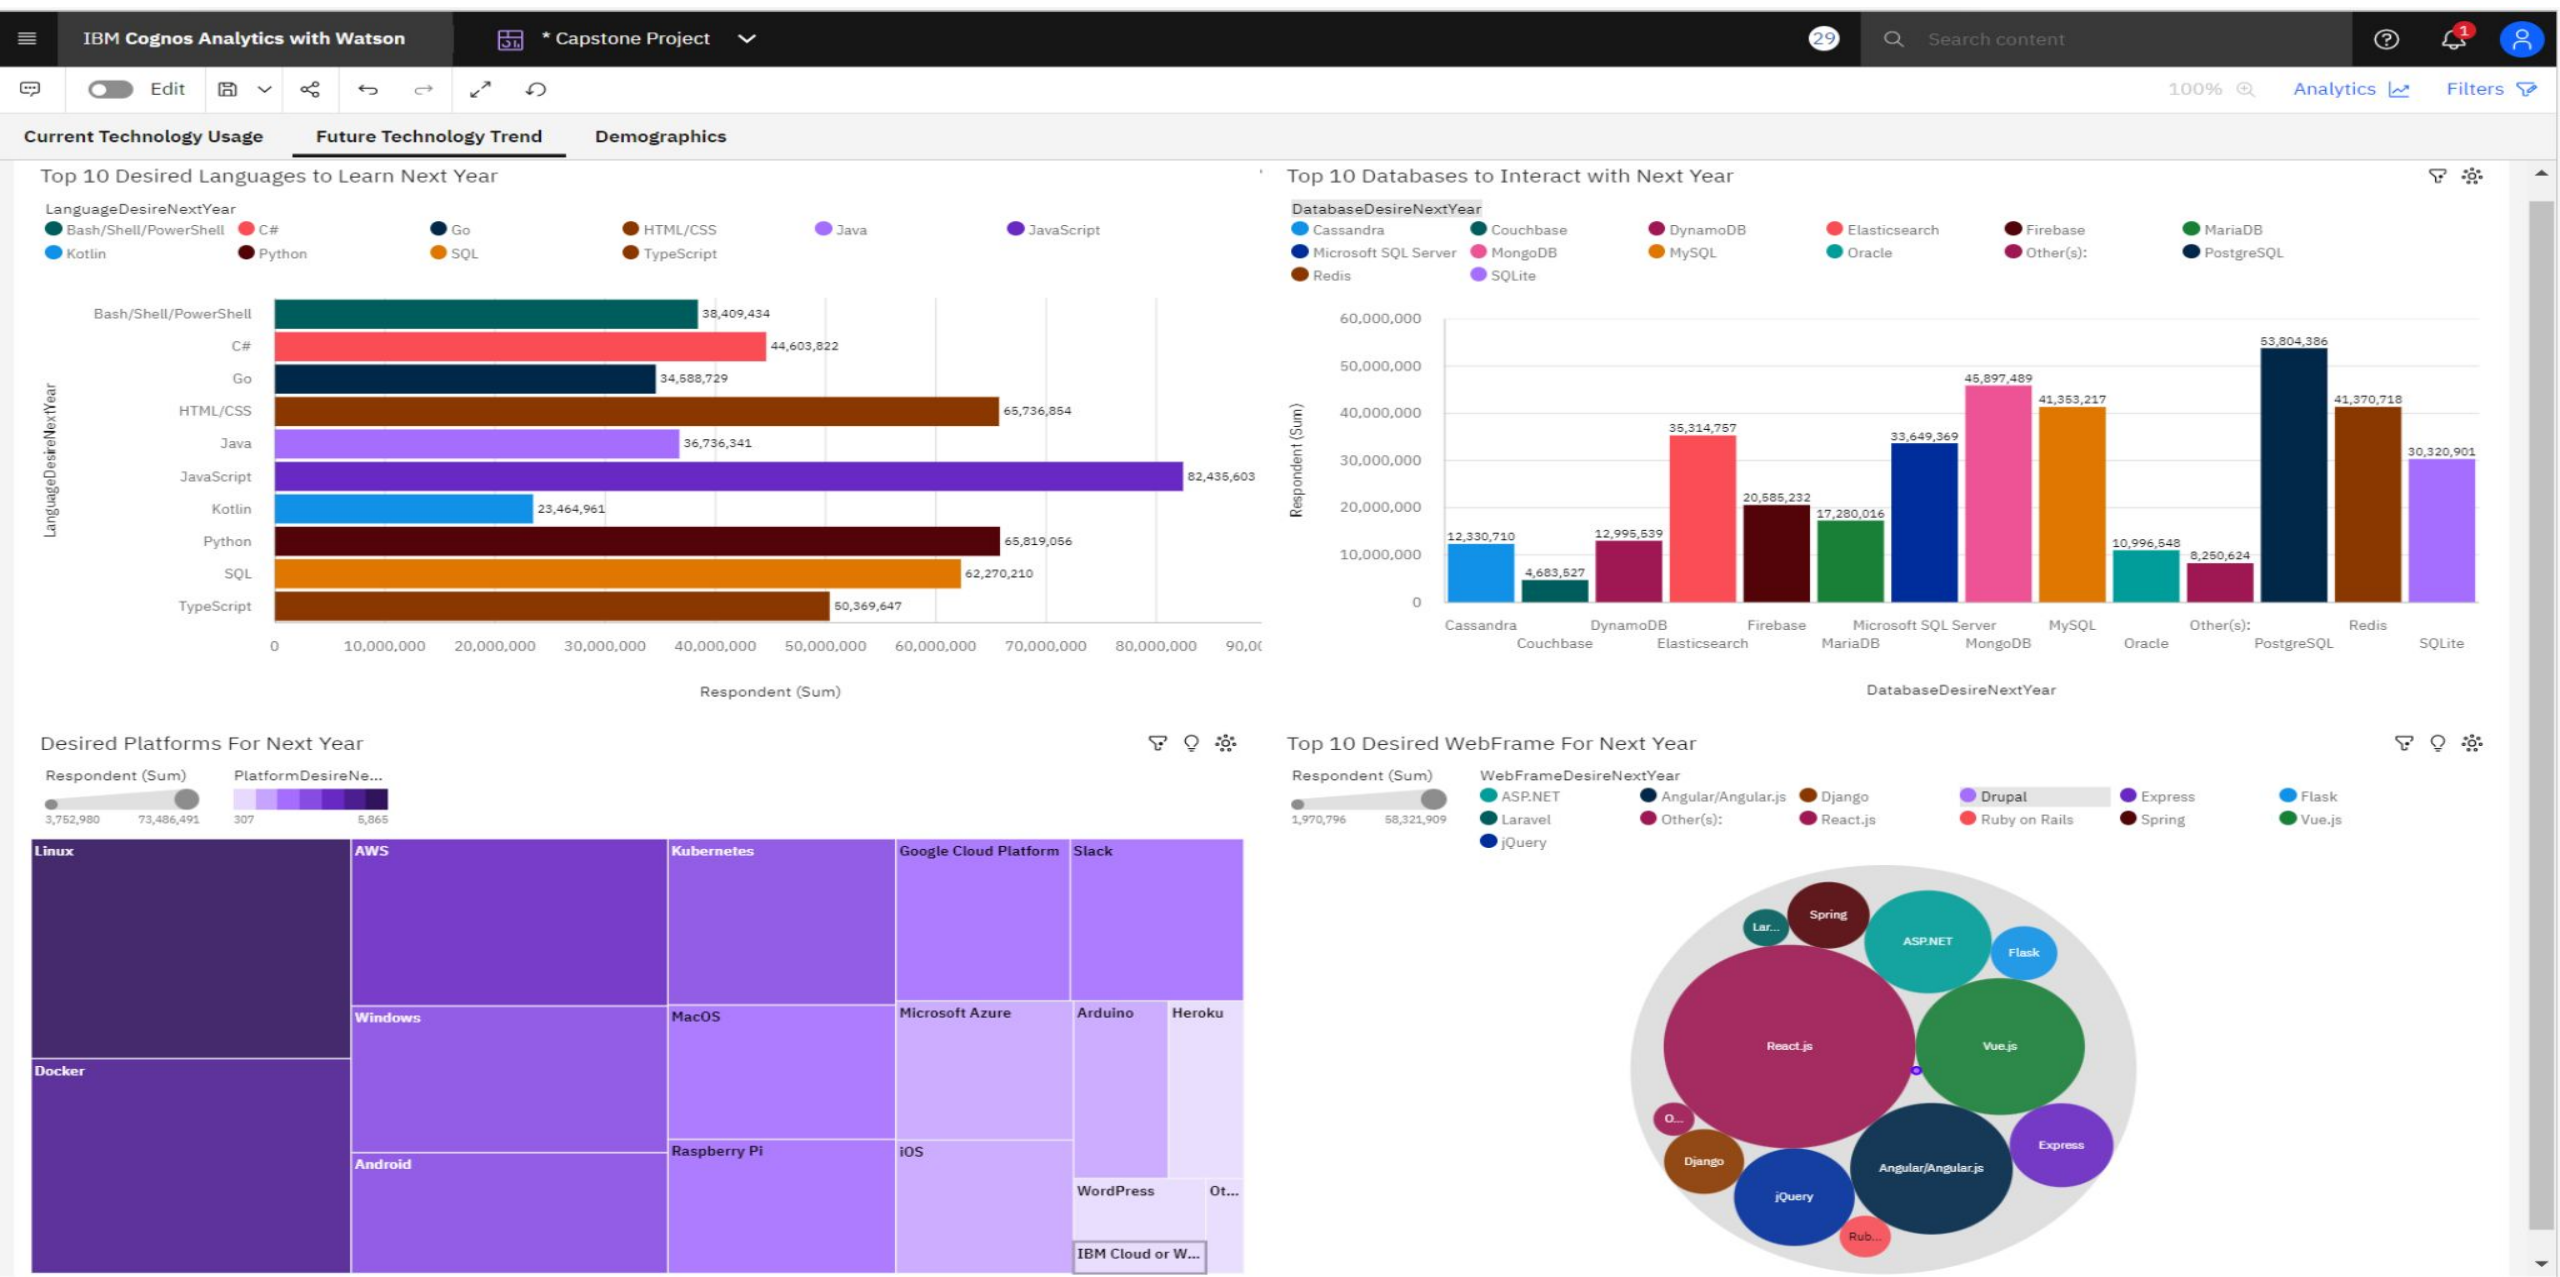 IBM Cognos Analytics with Watson
* Capstone Project
29
Search content
1
Edit
100%
Analytics
Filters
Current Technology Usage
Future Technology Trend
Demographics
Top 10 Desired Languages to Learn Next Year
LanguageDesireNextYear
Bash/Shell/PowerShell C# Go HTML/CSS Java JavaScript
Kotlin Python SQL TypeScript
LanguageDesireNextYear
Bash/Shell/PowerShell 38,409,434
C# 44,603,822
Go 34,588,729
HTML/CSS 65,736,854
Java 36,736,341
JavaScript 82,435,603
Kotlin 23,464,961
Python 65,819,056
SQL 62,270,210
TypeScript 50,369,647
0 10,000,000 20,000,000 30,000,000 40,000,000 50,000,000 60,000,000 70,000,000 80,000,000 90,00
Respondent (Sum)
Top 10 Databases to Interact with Next Year
DatabaseDesireNextYear
Cassandra Couchbase DynamoDB Elasticsearch Firebase MariaDB
Microsoft SQL Server MongoDB MySQL Oracle Other(s): PostgreSQL
Redis SQLite
Respondent (Sum)
60,000,000
50,000,000
40,000,000
30,000,000
20,000,000
10,000,000
0
12,330,710
4,683,527
12,995,539
35,314,757
20,585,232
17,280,016
33,649,369
45,897,489
41,353,217
10,996,548
8,250,624
53,804,386
41,370,718
30,320,901
Cassandra DynamoDB Firebase Microsoft SQL Server MySQL Other(s): Redis
Couchbase Elasticsearch MariaDB MongoDB Oracle PostgreSQL SQLite
DatabaseDesireNextYear
Desired Platforms For Next Year
Respondent (Sum) PlatformDesireNe...
3,752,980 73,486,491 307 5,865
Linux
AWS
Kubernetes
Google Cloud Platform
Slack
Windows
MacOS
Microsoft Azure
Arduino
Heroku
Docker
Android
Raspberry Pi
iOS
WordPress
Ot...
IBM Cloud or W...
Top 10 Desired WebFrame For Next Year
Respondent (Sum) WebFrameDesireNextYear
1,970,796 58,321,909
ASP.NET Angular/Angular.js Django Drupal Express Flask
Laravel Other(s): React.js Ruby on Rails Spring Vue.js
jQuery
Spring
Lar...
ASP.NET
Flask
React.js
Vue.js
O...
Express
Django
Angular/Angular.js
jQuery
Rub...